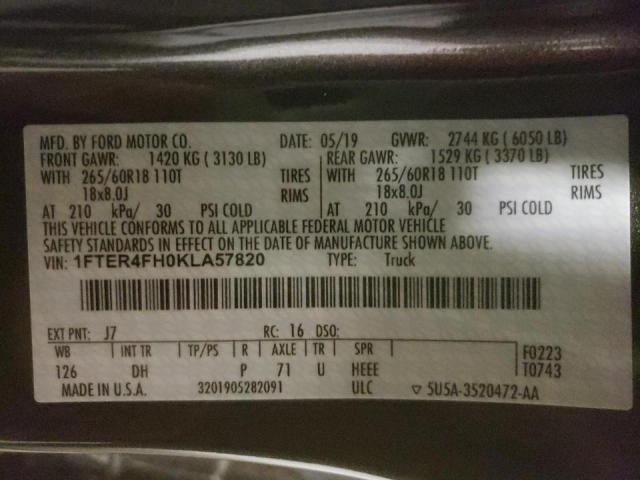 MFD. BY FORD MOTOR CO. DATE: 05/19 GVWR: 2744 KG ( 6050 LB)
FRONT GAWR: 1420 KG ( 3130 LB) REAR GAWR: 1529 KG ( 3370 LB)
WITH 265/60R18 110T TIRES WITH 265/60R18 110T TIRES
18x8.0J RIMS 18x8.0J RIMS
AT 210 kPa/ 30 PSI COLD AT 210 kPa/ 30 PSI COLD
THIS VEHICLE CONFORMS TO ALL APPLICABLE FEDERAL MOTOR VEHICLE
SAFETY STANDARDS IN EFFECT ON THE DATE OF MANUFACTURE SHOWN ABOVE.
VIN: 1FTER4FH0KLA57820 TYPE: Truck
EXT PNT: J7 RC: 16 DSO:
WB INT TR TP/PS R AXLE TR SPR F0223
126 DH P 71 U HEEE T0743
MADE IN U.S.A. 3201905282091 ULC ▽ 5U5A-3520472-AA